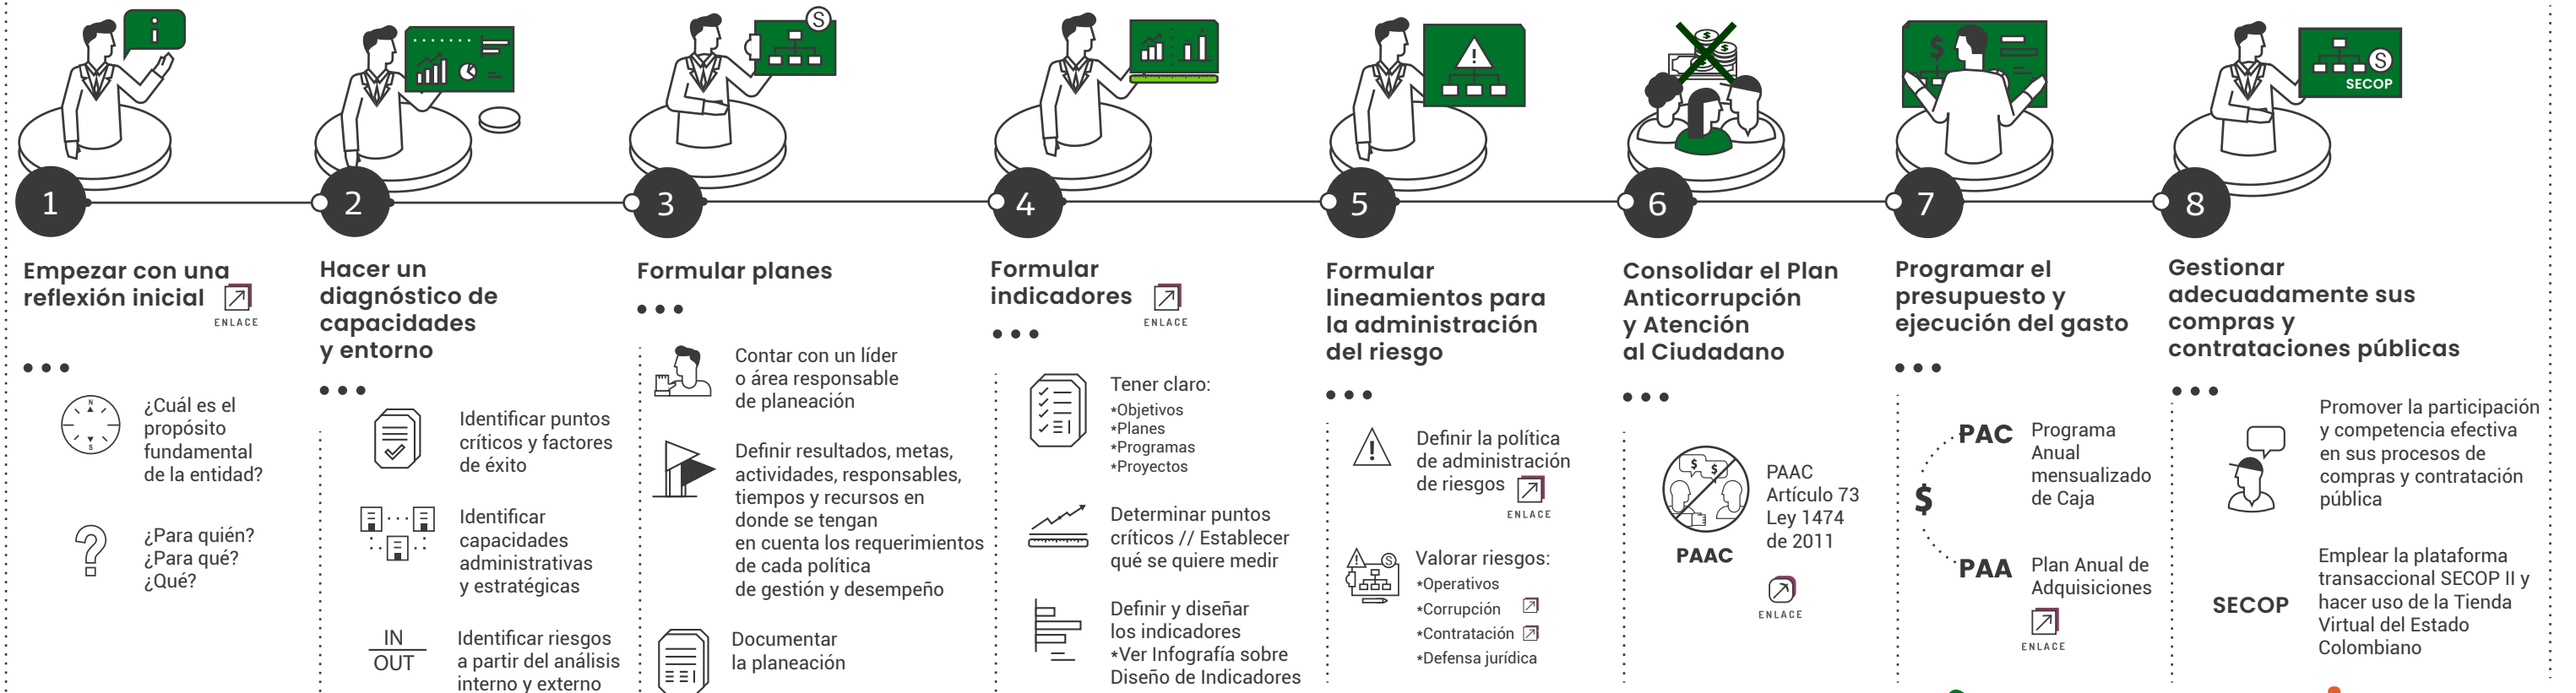 i
S
S
SECOP
1
2
3
4
5
6
7
8
Empezar con una
reflexión inicial
ENLACE
¿Cuál es el
propósito
fundamental
de la entidad?
¿Para quién?
¿Para qué?
¿Qué?
Hacer un
diagnóstico de
capacidades
y entorno
Identificar puntos
críticos y factores
de éxito
Identificar
capacidades
administrativas
y estratégicas
IN
OUT
Identificar riesgos
a partir del análisis
interno y externo
Formular planes
Contar con un líder
o área responsable
de planeación
Definir resultados, metas,
actividades, responsables,
tiempos y recursos en
donde se tengan
en cuenta los requerimientos
de cada política
de gestión y desempeño
Documentar
la planeación
Formular
indicadores
ENLACE
Tener claro:
*Objetivos
*Planes
*Programas
*Proyectos
Determinar puntos
críticos // Establecer
qué se quiere medir
Definir y diseñar
los indicadores
*Ver Infografía sobre
Diseño de Indicadores
Formular
lineamientos para
la administración
del riesgo
Definir la política
de administración
de riesgos
ENLACE
Valorar riesgos:
*Operativos
*Corrupción
*Contratación
*Defensa jurídica
Consolidar el Plan
Anticorrupción
y Atención
al Ciudadano
PAAC
PAAC
Artículo 73
Ley 1474
de 2011
ENLACE
Programar el
presupuesto y
ejecución del gasto
$
PAC
Programa
Anual
mensualizado
de Caja
PAA
Plan Anual de
Adquisiciones
ENLACE
Gestionar
adecuadamente sus
compras y
contrataciones públicas
Promover la participación
y competencia efectiva
en sus procesos de
compras y contratación
pública
SECOP
Emplear la plataforma
transaccional SECOP II y
hacer uso de la Tienda
Virtual del Estado
Colombiano